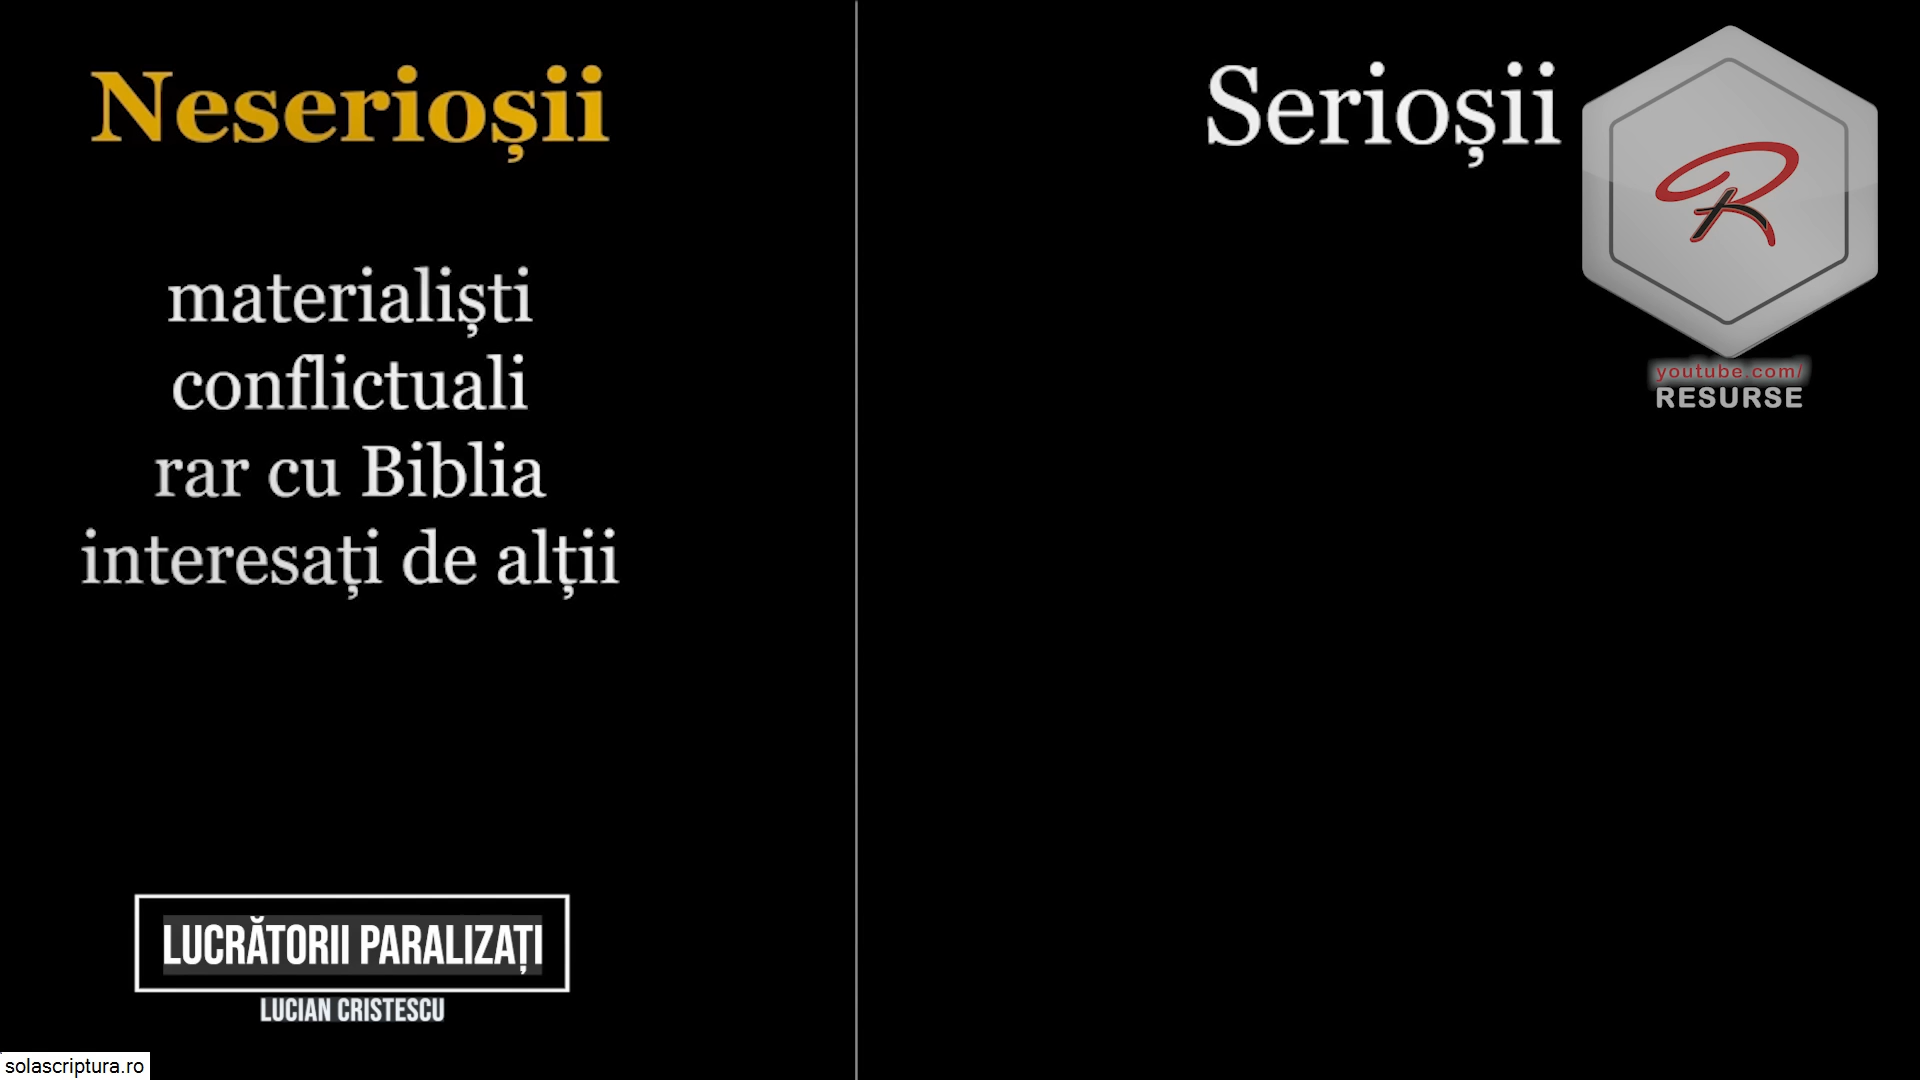 Neserioșii
materialiști
conflictuali
rar cu Biblia
interesați de alții
Serioșii
R
youtube.com/
RESURSE
LUCRĂTORII PARALIZAȚI
LUCIAN CRISTESCU
solascriptura.ro